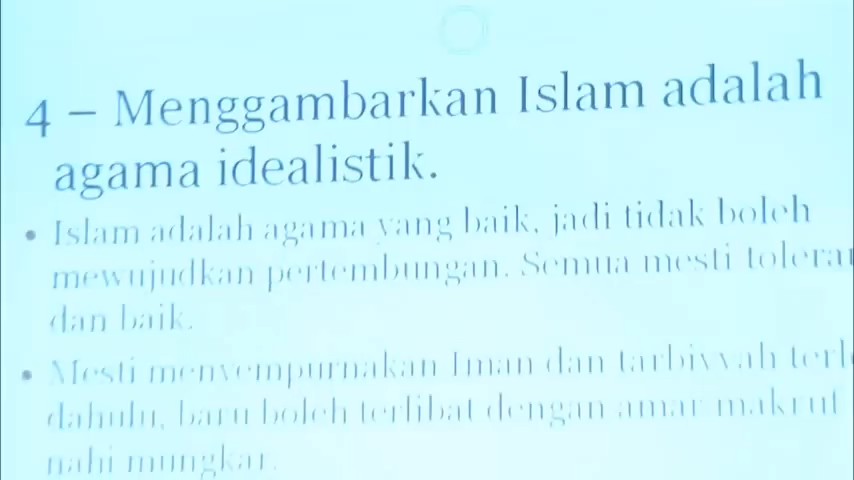 4 – Menggambarkan Islam adalah
agama idealistik.
• Islam adalah agama yang baik, jadi tidak boleh
mewujudkan pertembungan. Semua mesti toleran
dan baik.
• Mesti menyempurnakan Iman dan tarbiyyah
dahulu, baru boleh terlibat dengan amar makruf
nahi mungkar.